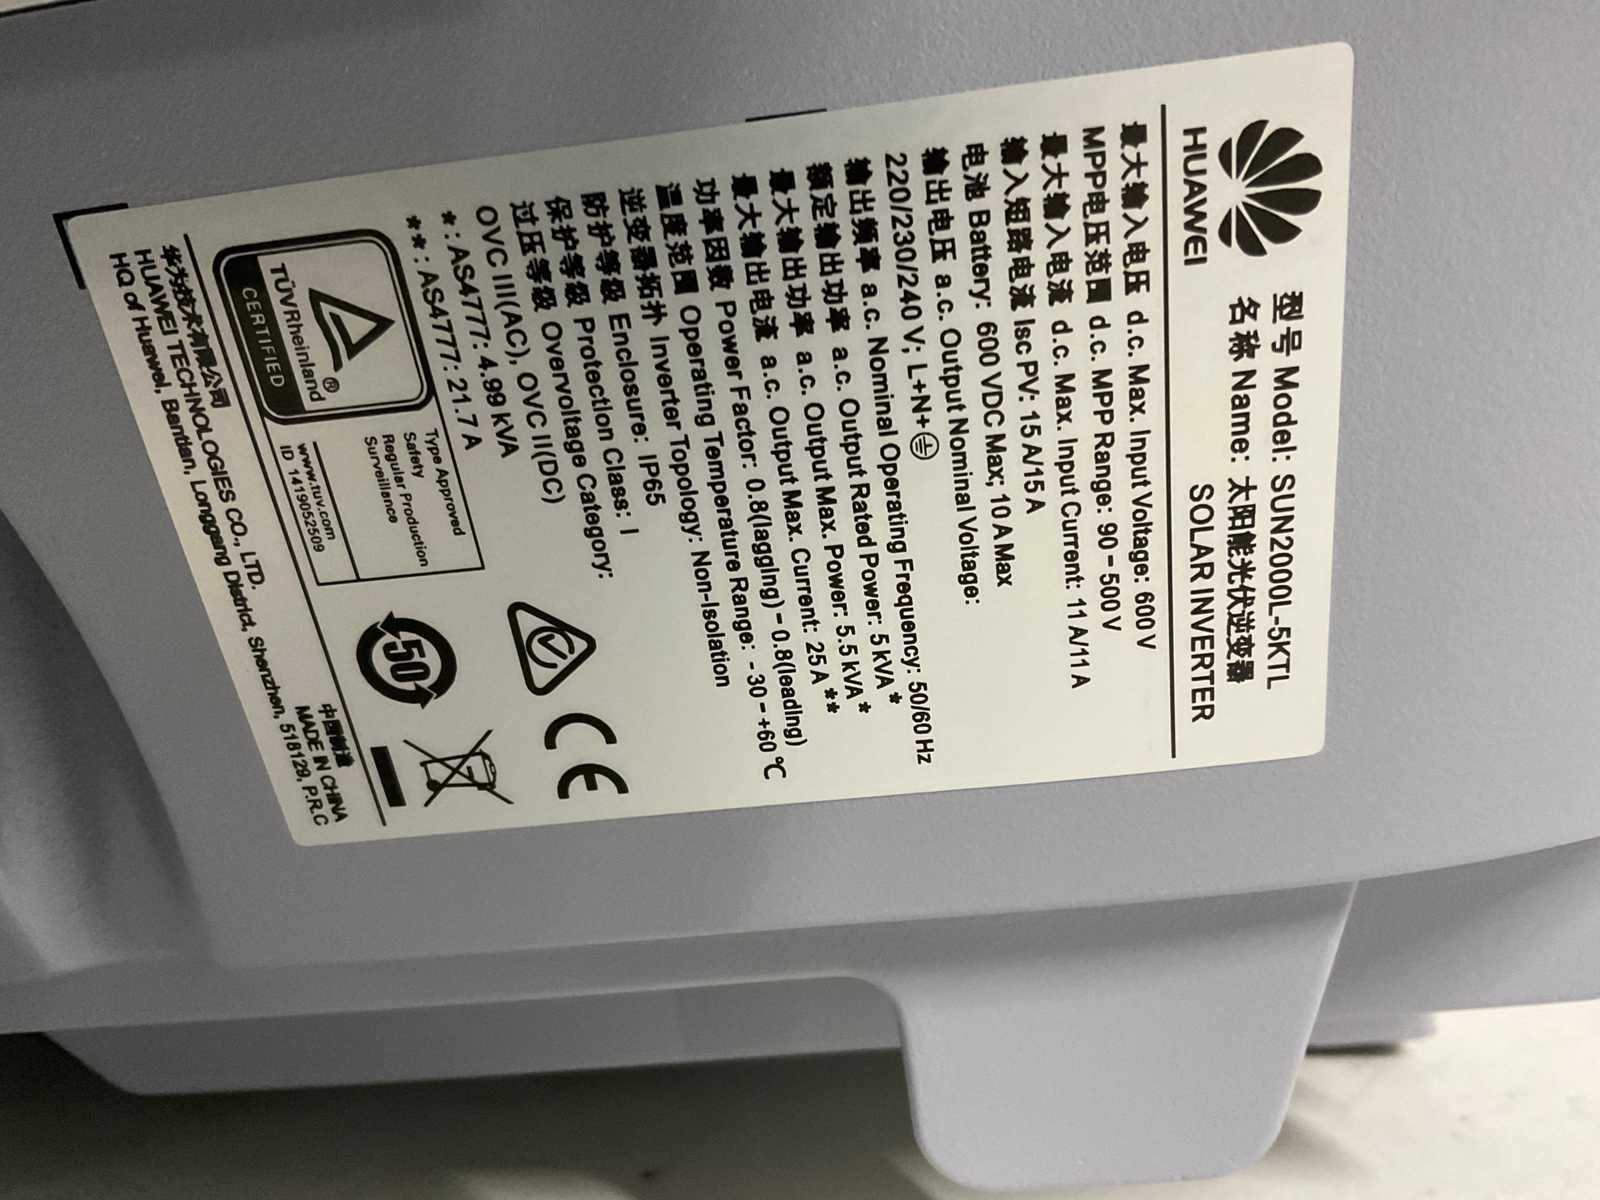 HUAWEI
型号 Model: SUN2000L-5KTL
名称 Name: 太阳能光伏逆变器
SOLAR INVERTER
最大输入电压 d.c. Max. Input Voltage: 600 V
MPP电压范围 d.c. MPP Range: 90 - 500 V
最大输入电流 d.c. Max. Input Current: 11 A/11 A
输入短路电流 Isc PV: 15 A/15 A
电池 Battery: 600 VDC Max; 10 A Max
输出电压 a.c. Output Nominal Voltage:
220/230/240 V; L+N+
输出频率 a.c. Nominal Operating Frequency: 50/60 Hz
额定输出功率 a.c. Output Rated Power: 5 kVA *
最大输出功率 a.c. Output Max. Power: 5.5 kVA *
最大输出电流 a.c. Output Max. Current: 25 A **
功率因数 Power Factor: 0.8(lagging) - 0.8(leading)
温度范围 Operating Temperature Range: - 30 - +60 ℃
逆变器拓扑 Inverter Topology: Non-Isolation
防护等级 Enclosure: IP65
保护等级 Protection Class: I
过压等级 Overvoltage Category:
OVC III(AC), OVC II(DC)
*: AS4777: 4.99 kVA
**: AS4777: 21.7 A
TÜVRheinland®
CERTIFIED
Type Approved
Safety
Regular Production
Surveillance
www.tuv.com
ID 1419052509
50
CE
华为技术有限公司
HUAWEI TECHNOLOGIES CO., LTD.
HQ of Huawei, Bantian, Longgang District, Shenzhen, 518129, P.R.C
中国制造
MADE IN CHINA